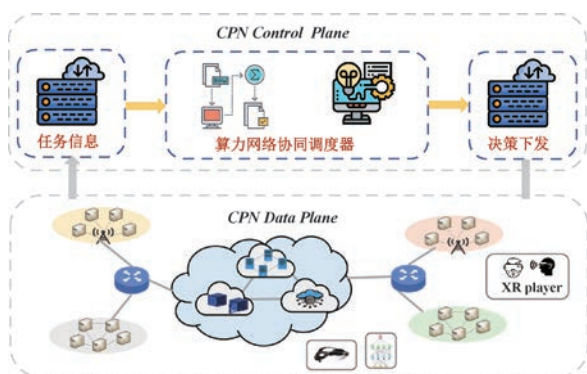 CPN Control Plane
任务信息
算力网络协同调度器
决策下发
CPN Data Plane
XR player